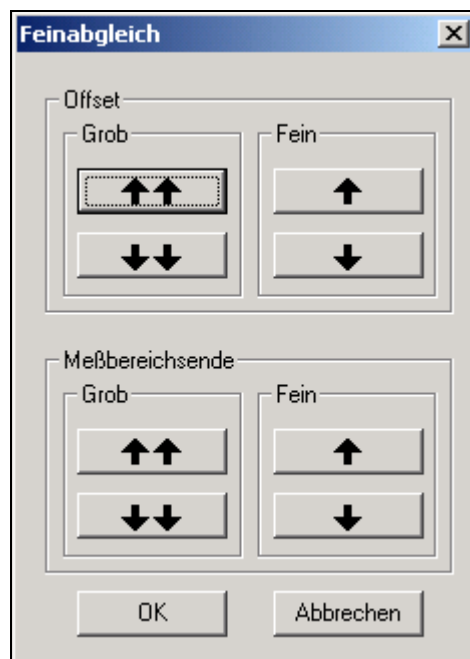 Feinabgleich
Offset
Grob
Fein
Meßbereichsende
Grob
Fein
OK
Abbrechen